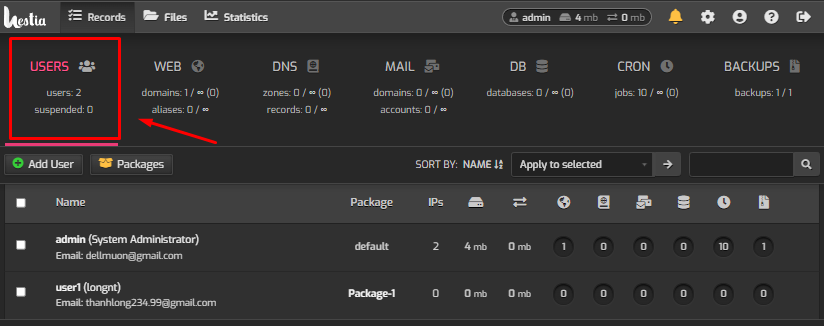 Hestia
Records Files Statistics admin 4 mb 0 mb
USERS WEB DNS MAIL DB CRON BACKUPS
users: 2 domains: 1 / ∞ (0) zones: 0 / ∞ (0) domains: 0 / ∞ (0) databases: 0 / ∞ (0) jobs: 10 / ∞ (0) backups: 1 / 1
suspended: 0 aliases: 0 / ∞ records: 0 / ∞ accounts: 0 / ∞
Add User Packages SORT BY: NAME Apply to selected
Name Package IPs
admin (System Administrator) default 2 4 mb 0 mb 1 0 0 0 10 1
Email: dellmuon@gmail.com
user1 (longnt) Package-1 0 0 mb 0 mb 0 0 0 0 0 0
Email: thanhlong234.99@gmail.com